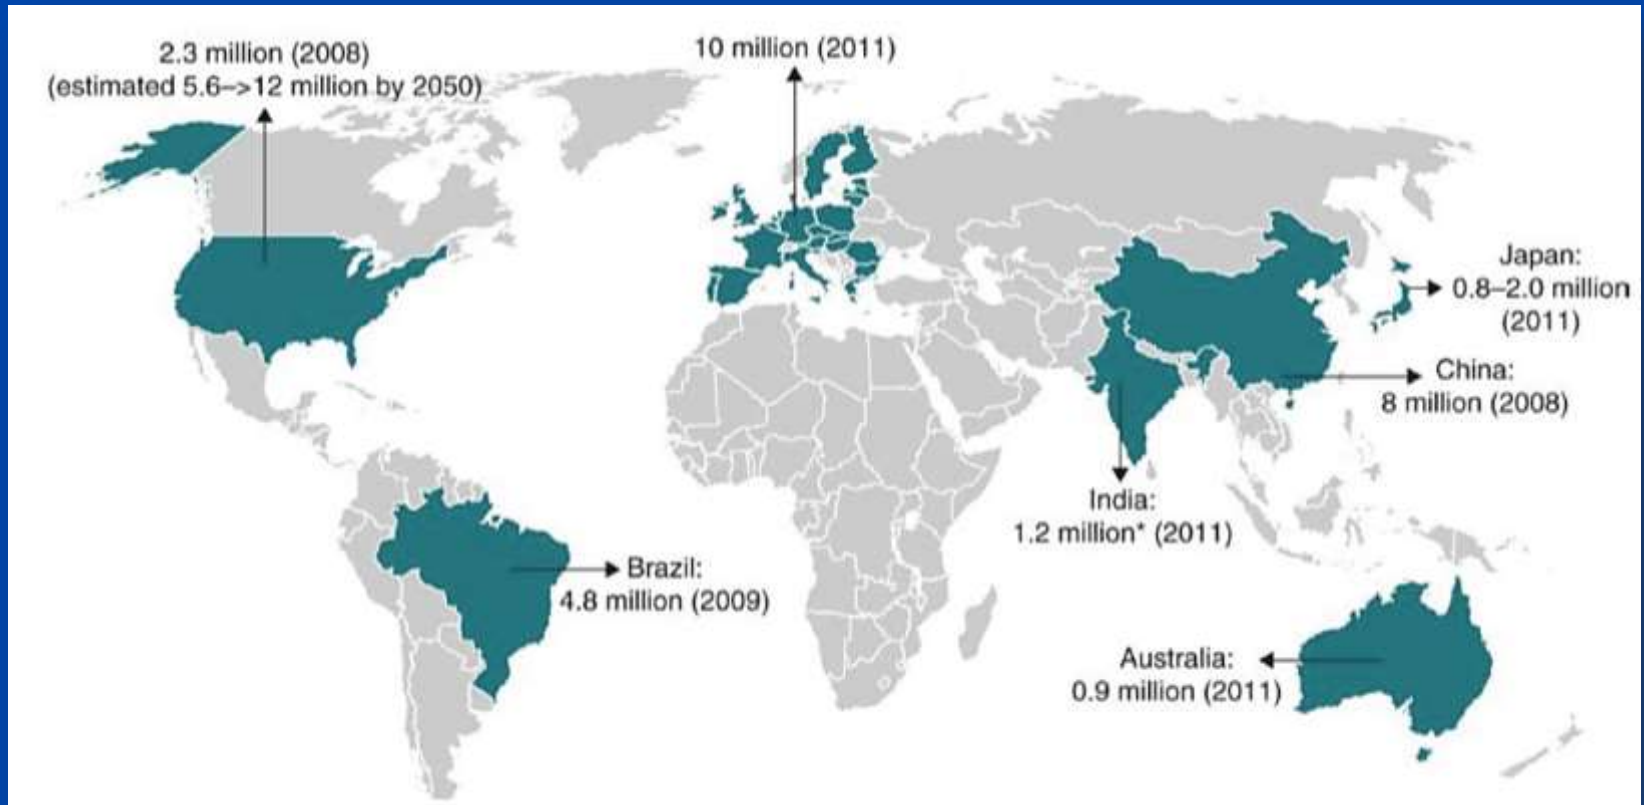 2.3 million (2008)
(estimated 5.6–>12 million by 2050)
10 million (2011)
Japan:
0.8–2.0 million
(2011)
China:
8 million (2008)
India:
1.2 million* (2011)
Brazil:
4.8 million (2009)
Australia:
0.9 million (2011)